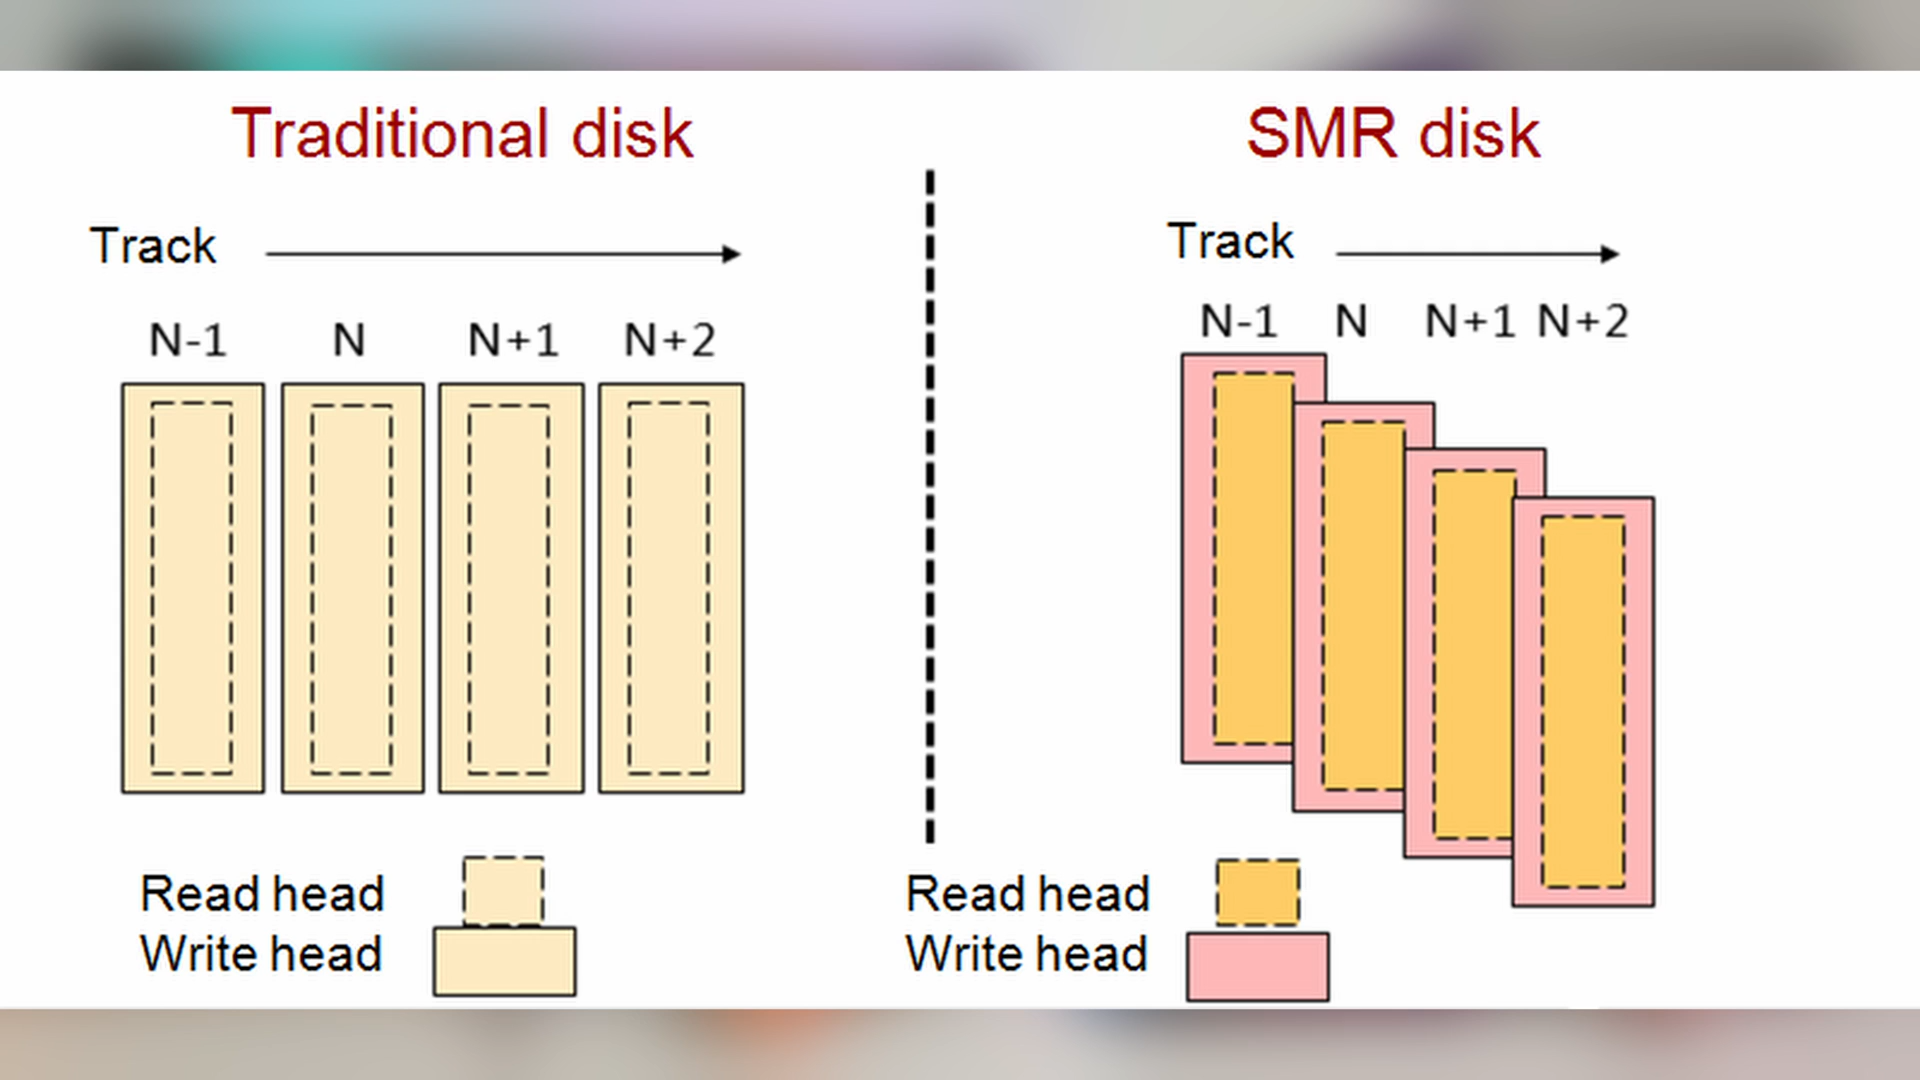 Traditional disk
Track
N-1 N N+1 N+2
Read head
Write head
SMR disk
Track
N-1 N N+1 N+2
Read head
Write head